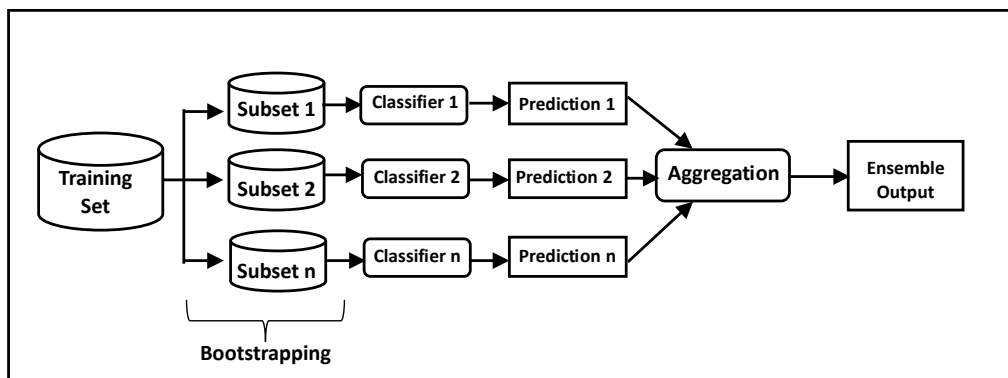 Training
Set
Subset 1
Classifier 1
Prediction 1
Subset 2
Classifier 2
Prediction 2
Subset n
Classifier n
Prediction n
Aggregation
Ensemble
Output
Bootstrapping